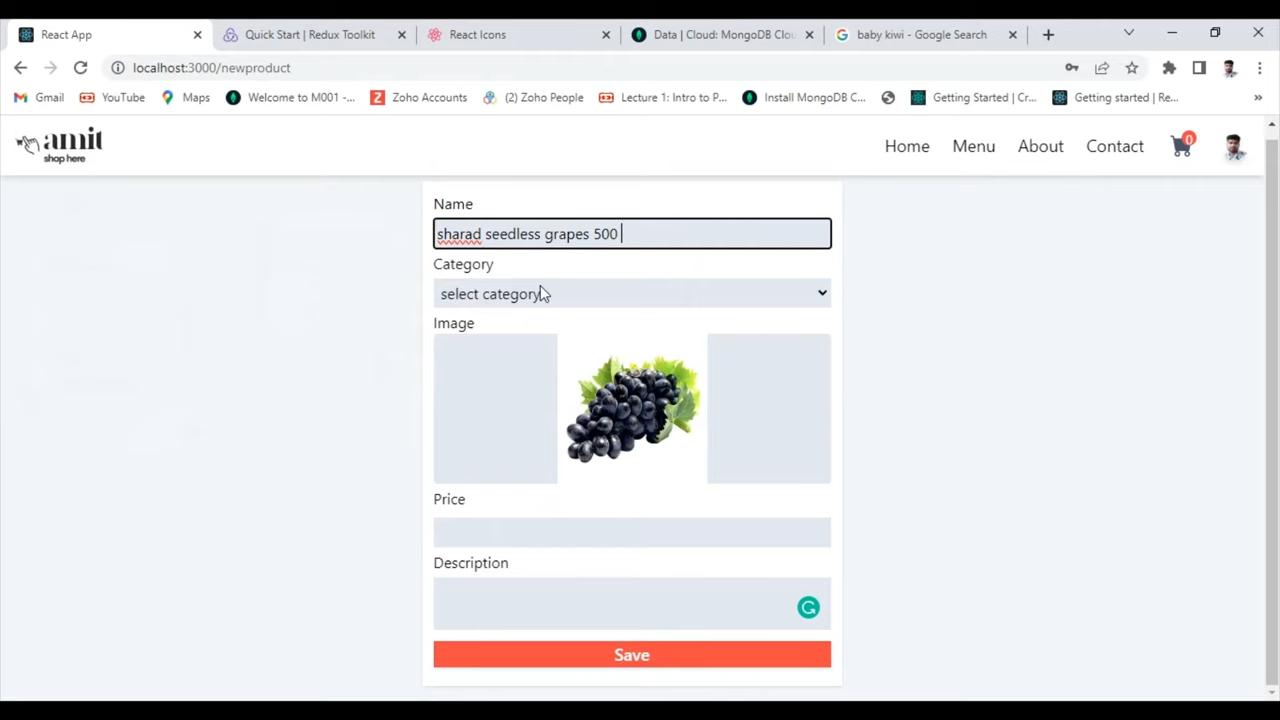 React App
Quick Start | Redux Toolkit
React Icons
Data | Cloud: MongoDB Clou
baby kiwi - Google Search
localhost:3000/newproduct
Gmail
YouTube
Maps
Welcome to M001 -...
Zoho Accounts
(2) Zoho People
Lecture 1: Intro to P...
Install MongoDB C...
Getting Started | Cr...
Getting started | Re...
»
amit
shop here
Home
Menu
About
Contact
0
Name
sharad seedless grapes 500
Category
select category
Image
Price
Description
Save